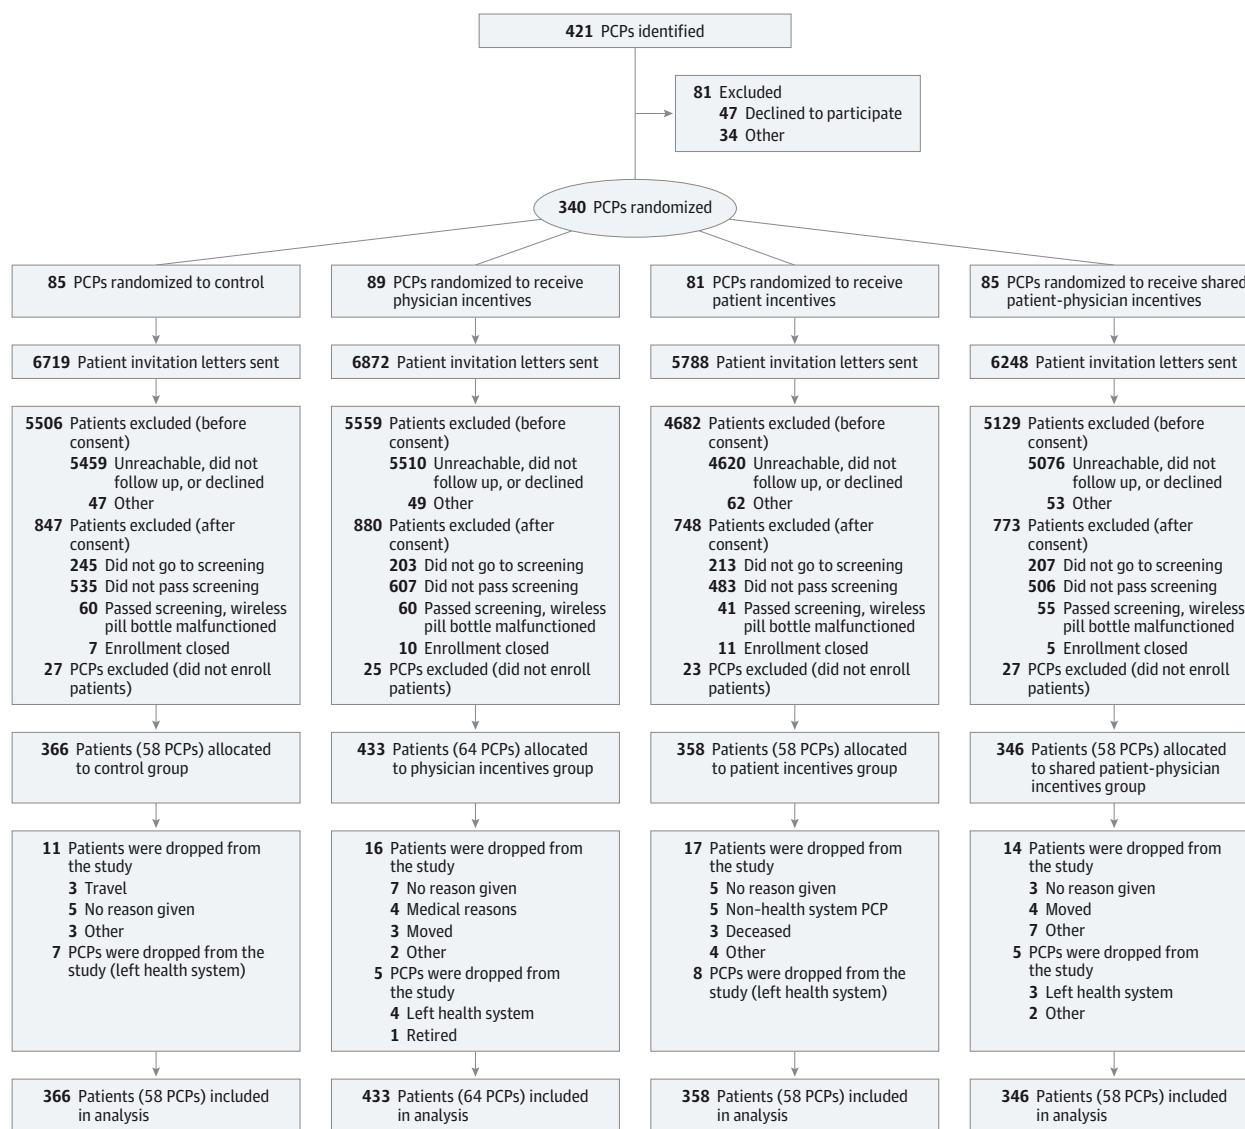 421 PCPs identified
81 Excluded
47 Declined to participate
34 Other
340 PCPs randomized
85 PCPs randomized to control
6719 Patient invitation letters sent
5506 Patients excluded (before
consent)
5459 Unreachable, did not
follow up, or declined
47 Other
847 Patients excluded (after
consent)
245 Did not go to screening
535 Did not pass screening
60 Passed screening, wireless
pill bottle malfunctioned
7 Enrollment closed
27 PCPs excluded (did not enroll
patients)
366 Patients (58 PCPs) allocated
to control group
11 Patients were dropped from
the study
3 Travel
5 No reason given
3 Other
7 PCPs were dropped from the
study (left health system)
366 Patients (58 PCPs) included
in analysis
89 PCPs randomized to receive
physician incentives
6872 Patient invitation letters sent
5559 Patients excluded (before
consent)
5510 Unreachable, did not
follow up, or declined
49 Other
880 Patients excluded (after
consent)
203 Did not go to screening
607 Did not pass screening
60 Passed screening, wireless
pill bottle malfunctioned
10 Enrollment closed
25 PCPs excluded (did not enroll
patients)
433 Patients (64 PCPs) allocated
to physician incentives group
16 Patients were dropped from
the study
7 No reason given
4 Medical reasons
3 Moved
2 Other
5 PCPs were dropped from
the study
4 Left health system
1 Retired
433 Patients (64 PCPs) included
in analysis
81 PCPs randomized to receive
patient incentives
5788 Patient invitation letters sent
4682 Patients excluded (before
consent)
4620 Unreachable, did not
follow up, or declined
62 Other
748 Patients excluded (after
consent)
213 Did not go to screening
483 Did not pass screening
41 Passed screening, wireless
pill bottle malfunctioned
11 Enrollment closed
23 PCPs excluded (did not enroll
patients)
358 Patients (58 PCPs) allocated
to patient incentives group
17 Patients were dropped from
the study
5 No reason given
5 Non-health system PCP
3 Deceased
4 Other
8 PCPs were dropped from the
study (left health system)
358 Patients (58 PCPs) included
in analysis
85 PCPs randomized to receive shared
patient-physician incentives
6248 Patient invitation letters sent
5129 Patients excluded (before
consent)
5076 Unreachable, did not
follow up, or declined
53 Other
773 Patients excluded (after
consent)
207 Did not go to screening
506 Did not pass screening
55 Passed screening, wireless
pill bottle malfunctioned
5 Enrollment closed
27 PCPs excluded (did not enroll
patients)
346 Patients (58 PCPs) allocated
to shared patient-physician
incentives group
14 Patients were dropped from
the study
3 No reason given
4 Moved
7 Other
5 PCPs were dropped from
the study
3 Left health system
2 Other
346 Patients (58 PCPs) included
in analysis